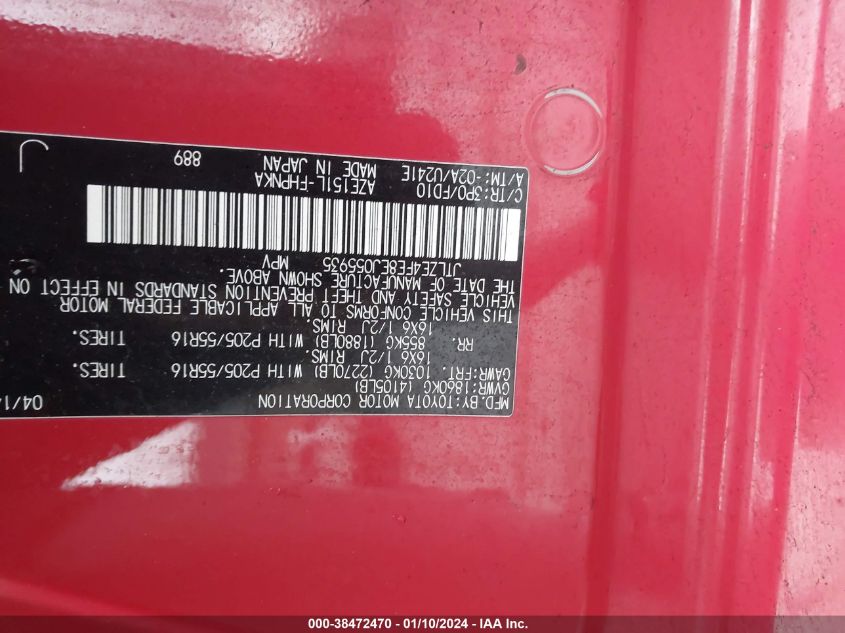 MFD.BY:TOYOTA MOTOR CORPORATION 04/1
GVWR:1860KG(4105LB)
GAWR:FRT. 1030KG (2270LB) WITH P205/55R16 TIRES.
16X6 1/2J RIMS.
RR. 855KG (1880LB) WITH P205/55R16 TIRES.
16X6 1/2J RIMS.
THIS VEHICLE CONFORMS TO ALL APPLICABLE FEDERAL MOTOR
VEHICLE SAFETY AND THEFT PREVENTION STANDARDS IN EFFECT ON
THE DATE OF MANUFACTURE SHOWN ABOVE.
JTLZE4FE8EJ055935 MPV
C/TR:3P0/FD10 AZE151L-FHPNKA
A/TM:-02A/U241E MADE IN JAPAN 889
000-38472470 - 01/10/2024 - IAA Inc.